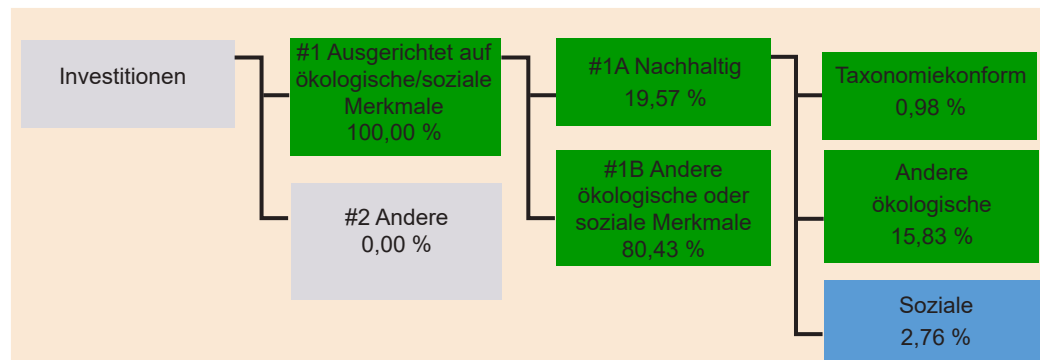 Investitionen
#1 Ausgerichtet auf
ökologische/soziale
Merkmale
100,00 %
#2 Andere
0,00 %
#1A Nachhaltig
19,57 %
#1B Andere
ökologische oder
soziale Merkmale
80,43 %
Taxonomiekonform
0,98 %
Andere
ökologische
15,83 %
Soziale
2,76 %